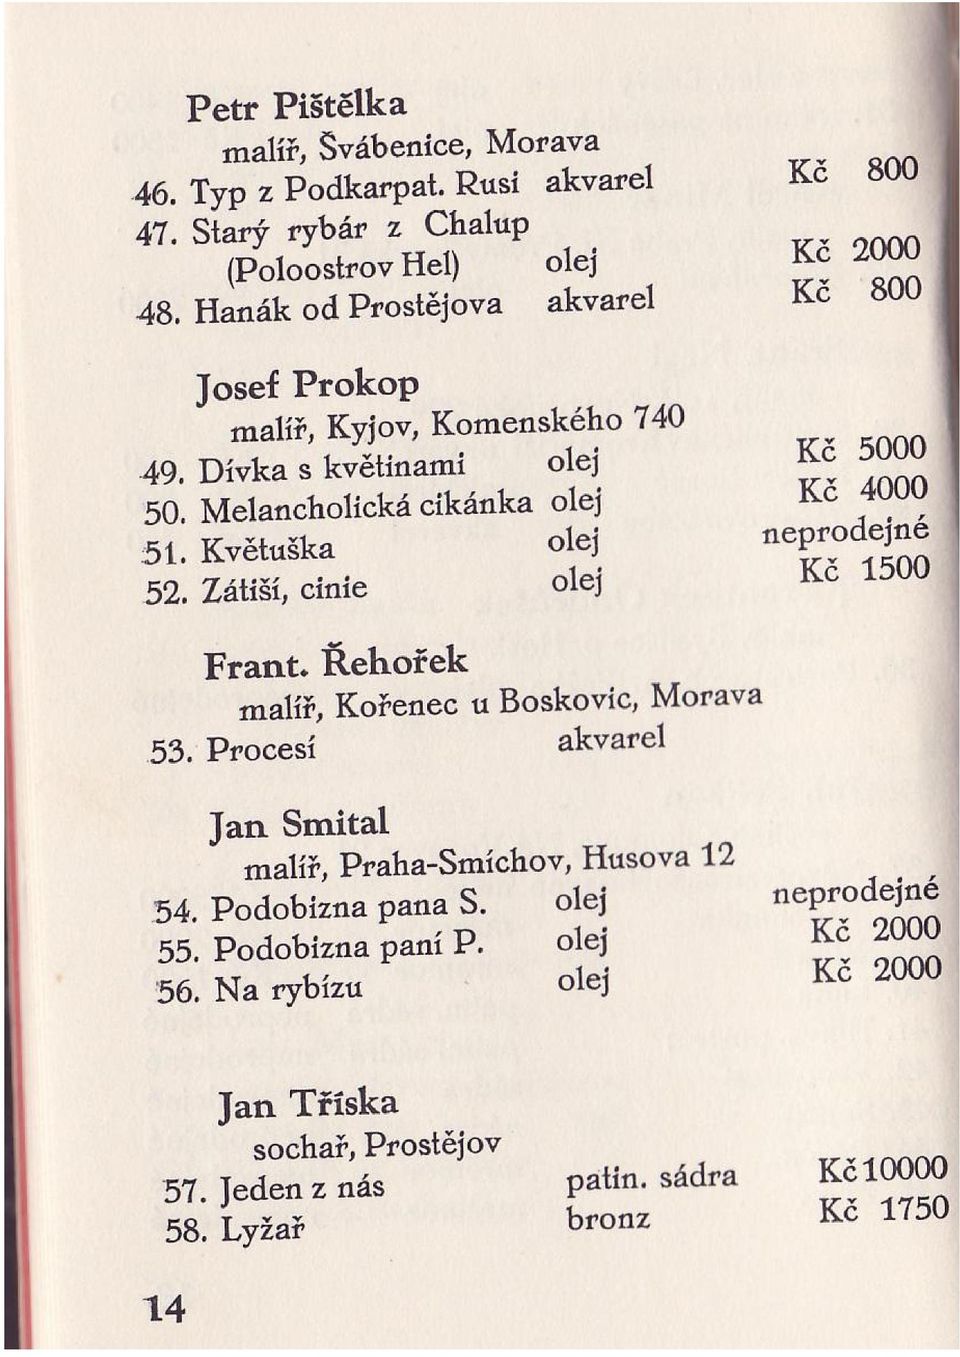 Petr Pištělka
malíř, Švábenice, Morava
46. Typ z Podkarpat. Rusi akvarel Kč 800
47. Starý rybár z Chalup
(Poloostrov Hel) olej Kč 2000
48. Hanák od Prostějova akvarel Kč 800
Josef Prokop
malíř, Kyjov, Komenského 740
49. Dívka s květinami olej Kč 5000
50. Melancholická cikánka olej Kč 4000
51. Květuška olej neprodejné
52. Zátiší, cinie olej Kč 1500
Frant. Řehořek
malíř, Kořenec u Boskovic, Morava
53. Procesí akvarel
Jan Smital
malíř, Praha-Smíchov, Husova 12
54. Podobizna pana S. olej neprodejné
55. Podobizna paní P. olej Kč 2000
56. Na rybízu olej Kč 2000
Jan Tříska
sochař, Prostějov
57. Jeden z nás patin. sádra Kč 10000
58. Lyžař bronz Kč 1750
14